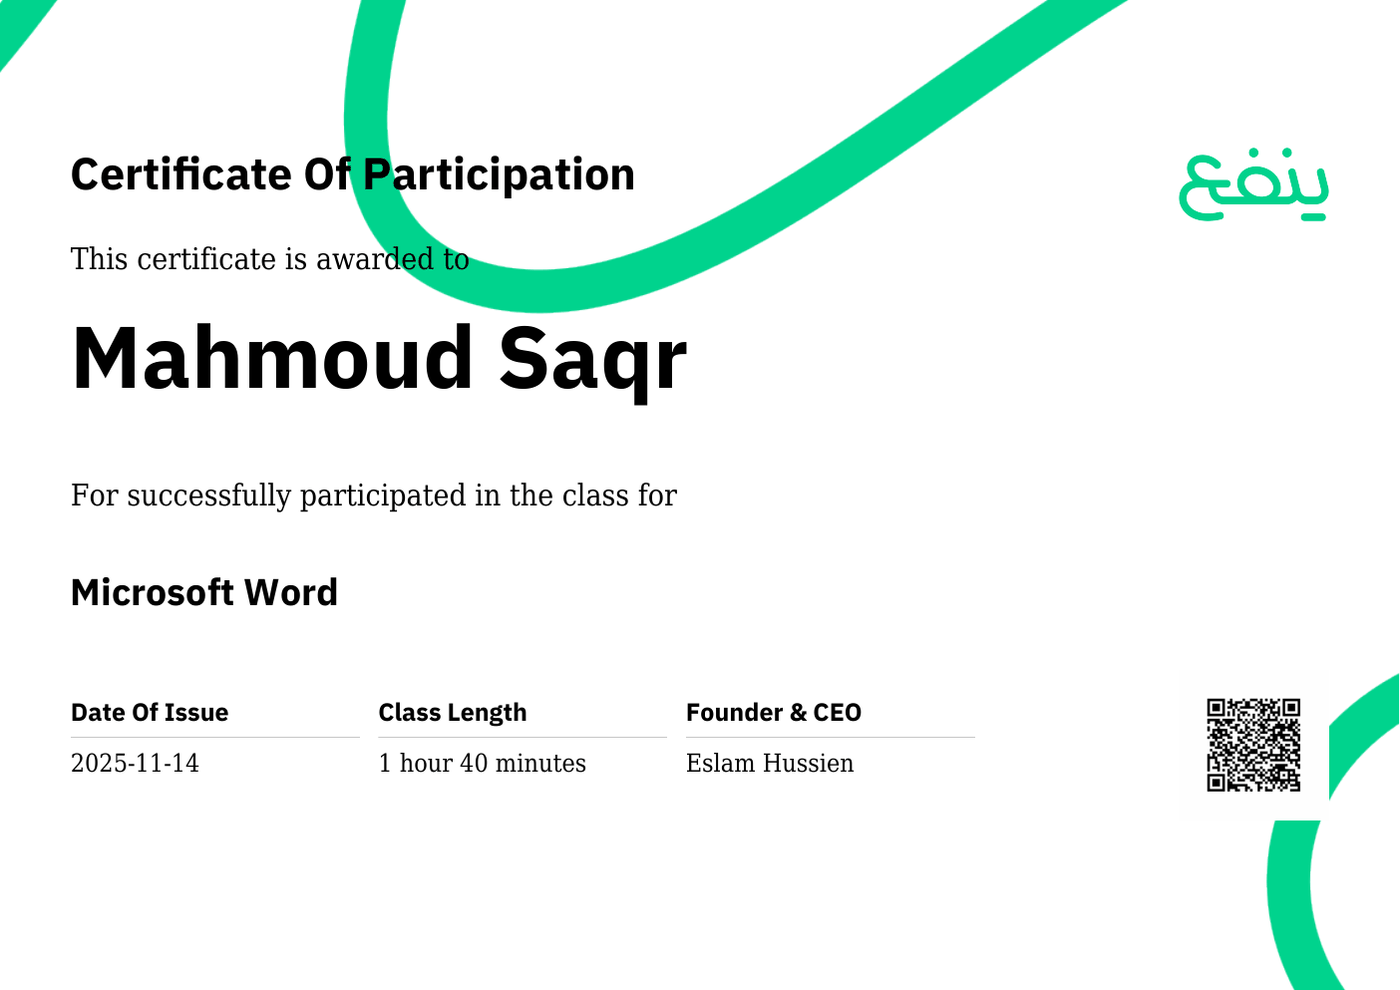 Certificate Of Participation
ينفع
This certificate is awarded to
Mahmoud Saqr
For successfully participated in the class for
Microsoft Word
Date Of Issue
2025-11-14
Class Length
1 hour 40 minutes
Founder & CEO
Eslam Hussien